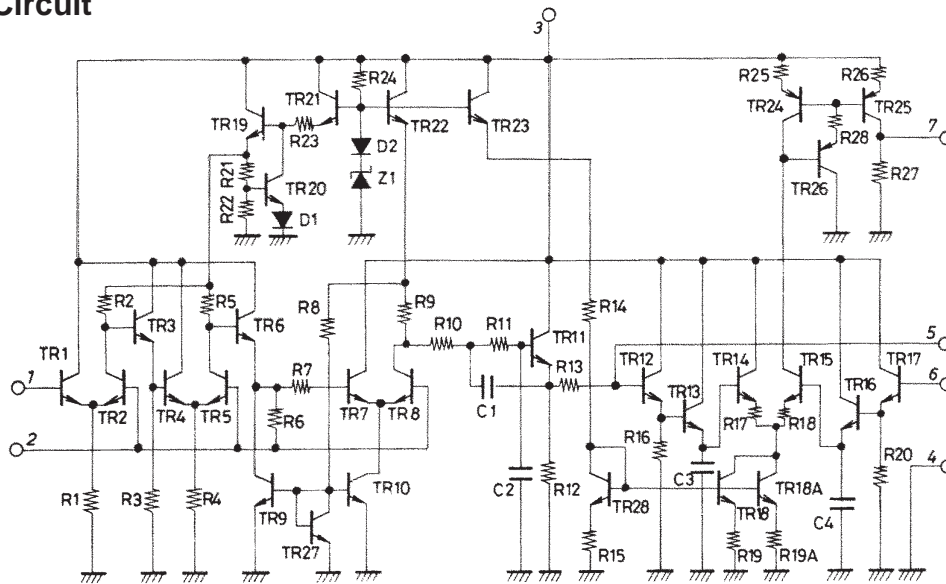 Circuit
3
R24
R25
R26
TR21
TR24
TR25
TR19
R23
TR22
TR23
7
D2
R28
R21
TR20
Z1
TR26
R27
R22
D1
R2
TR3
R5
TR6
R8
R9
R14
R10
R11
TR11
5
TR1
R7
R13
TR12
TR14
TR15
TR17
1
TR13
TR16
6
TR2
TR4
TR5
R6
TR7
TR8
C1
R17
R18
2
R16
R20
4
C3
R1
R3
R4
TR9
TR10
C2
R12
TR28
TR18
TR18A
C4
TR27
R15
R19
R19A